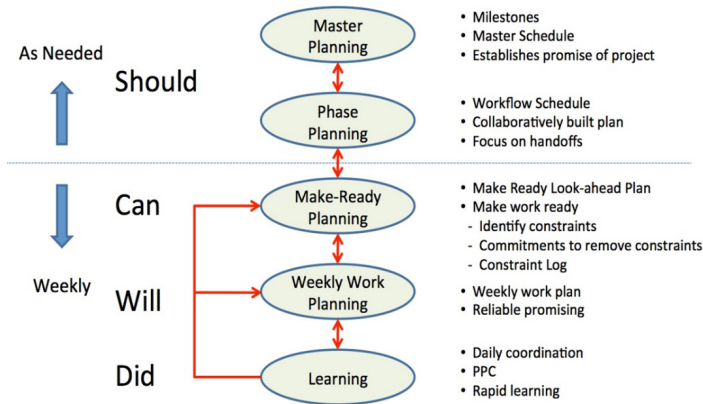 Master
Planning
• Milestones
• Master Schedule
• Establishes promise of project
As Needed
Should
Phase
Planning
• Workflow Schedule
• Collaboratively built plan
• Focus on handoffs
Can
Make-Ready
Planning
• Make Ready Look-ahead Plan
• Make work ready
- Identify constraints
- Commitments to remove constraints
- Constraint Log
Weekly
Will
Weekly Work
Planning
• Weekly work plan
• Reliable promising
Did
Learning
• Daily coordination
• PPC
• Rapid learning